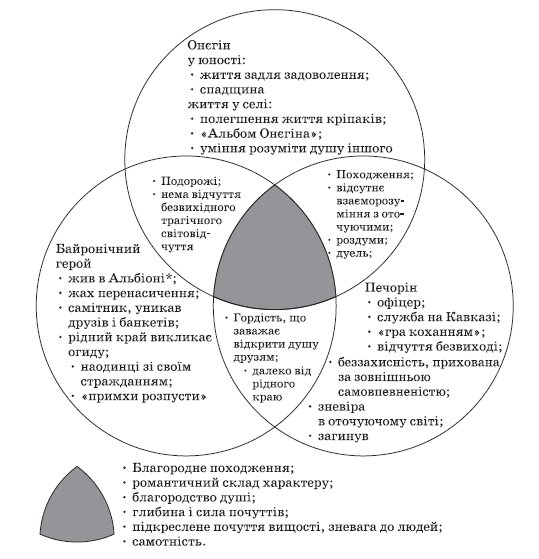 Онєгін
у юності:
· життя задля задоволення;
· спадщина
життя у селі:
· полегшення життя кріпаків;
· «Альбом Онєгіна»;
· уміння розуміти душу іншого
· Подорожі;
· нема відчуття
безвихідного
трагічного
світовід-
чуття
· Походження;
· відсутнє
взаєморозу-
міння з ото-
чуючими;
· роздуми;
· дуель;
Байронічний
герой
· жив в Альбіоні*;
· жах перенасичення;
· самітник, уникав
друзів і банкетів;
· рідний край викликає
огиду;
· наодинці зі своїм
стражданням;
· «примхи розпусти»
· Гордість, що
заважає
відкрити душу
друзям;
· далеко від
рідного
краю
Печорін
· офіцер;
· служба на Кавказі;
· «гра коханням»;
· відчуття безвиході;
· беззахисність, прихована
за зовнішньою
самовпевненістю;
· зневіра
в оточуючому світі;
· загинув
· Благородне походження;
· романтичний склад характеру;
· благородство душі;
· глибина і сила почуттів;
· підкреслене почуття вищості, зневага до людей;
· самотність.